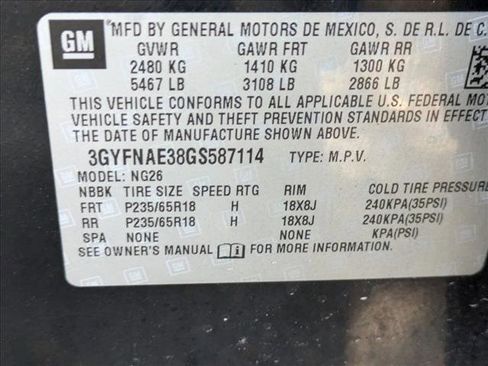 GM
MFD BY GENERAL MOTORS DE MEXICO, S. DE R.L. DE C.
GVWR GAWR FRT GAWR RR
2480 KG 1410 KG 1300 KG
5467 LB 3108 LB 2866 LB
THIS VEHICLE CONFORMS TO ALL APPLICABLE U.S. FEDERAL MOTOR
VEHICLE SAFETY AND THEFT PREVENTION STANDARDS IN EFFECT
ON THE DATE OF MANUFACTURE SHOWN ABOVE.
3GYFNAE38GS587114 TYPE: M.P.V.
MODEL: NG26
NBBK TIRE SIZE SPEED RTG RIM COLD TIRE PRESSURE
FRT P235/65R18 H 18X8J 240KPA(35PSI)
RR P235/65R18 H 18X8J 240KPA(35PSI)
SPA NONE NONE KPA(PSI)
SEE OWNER'S MANUAL FOR MORE INFORMATION.